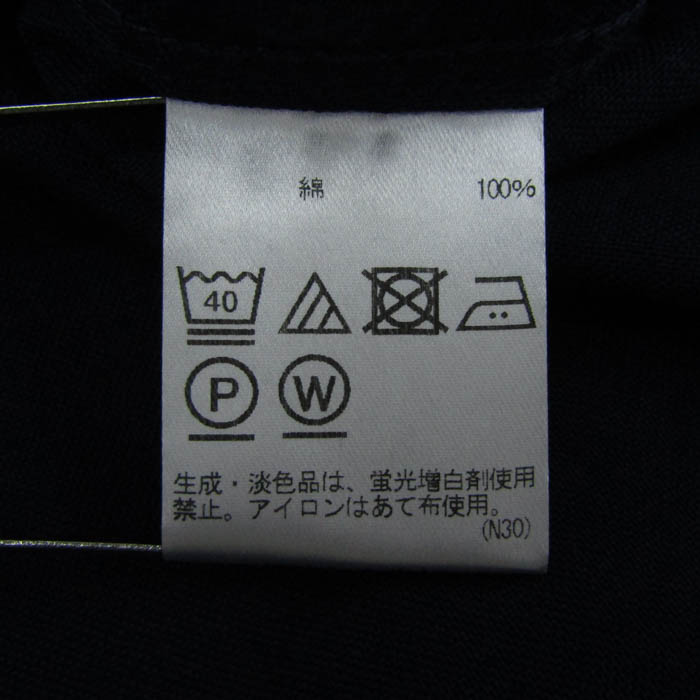 綿 100%
40
P W
生成・淡色品は、蛍光増白剤使用
禁止。アイロンはあて布使用。
(N30)